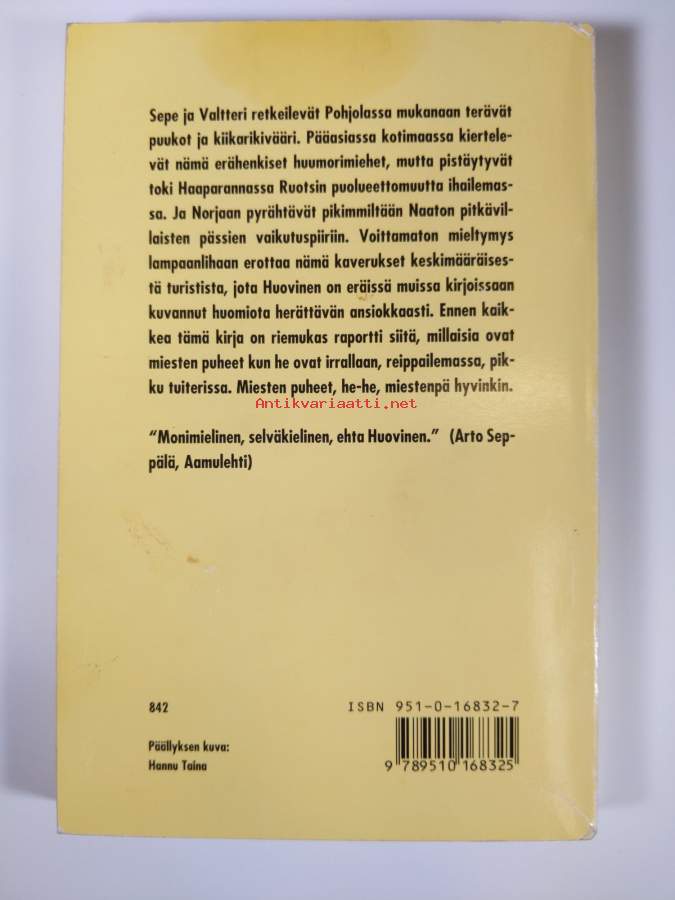 Sepe ja Valtteri retkeilevät Pohjolassa mukanaan terävät
puukot ja kiikarikivääri. Pääasiassa kotimaassa kiertele-
vät nämä erähenkiset huumorimiehet, mutta pistäytyvät
toki Haaparannassa Ruotsin puolueettomuutta ihailemas-
sa. Ja Norjaan pyrähtävät pikimmiltään Naaton pitkävil-
laisten pässien vaikutuspiiriin. Voittamaton mieltymys
lampaanlihaan erottaa nämä kaverukset keskimääräises-
tä turistista, jota Huovinen on eräissä muissa kirjoissaan
kuvannut huomiota herättävän ansiokkaasti. Ennen kaik-
kea tämä kirja on riemukas raportti siitä, millaisia ovat
miesten puheet kun he ovat irrallaan, reippailemassa, pik-
ku tuiterissa. Miesten puheet, he-he, miestenpä hyvinkin.
Antikvariaatti.net
“Monimielinen, selväkielinen, ehta Huovinen.” (Arto Sep-
pälä, Aamulehti)
842
ISBN 951-0-16832-7
Päällyksen kuva:
Hannu Taina
9 789510 168325